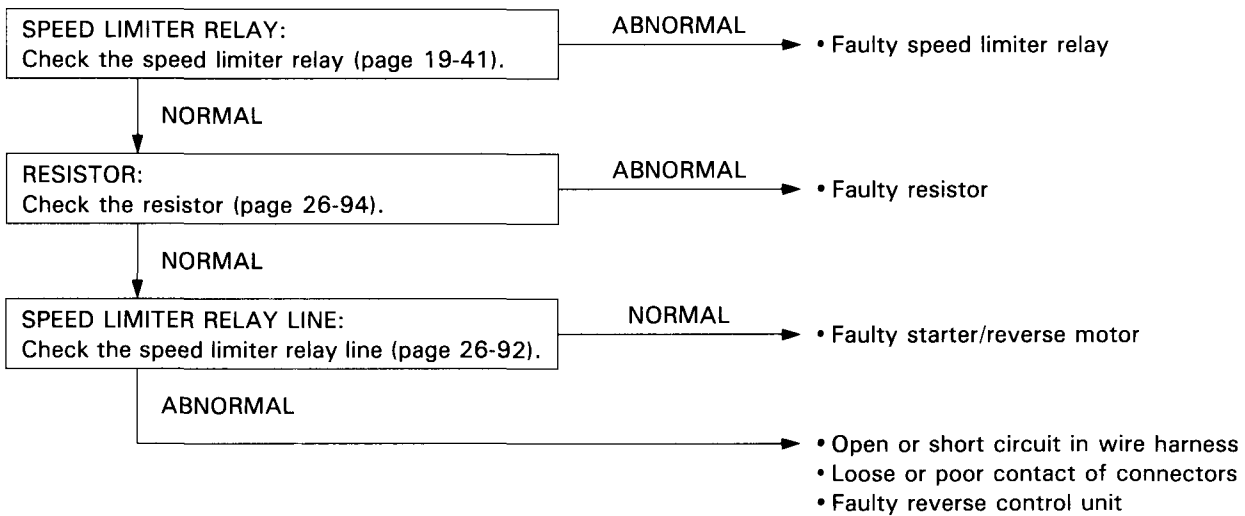 SPEED LIMITER RELAY:
Check the speed limiter relay (page 19-41).
ABNORMAL
• Faulty speed limiter relay
NORMAL
RESISTOR:
Check the resistor (page 26-94).
ABNORMAL
• Faulty resistor
NORMAL
SPEED LIMITER RELAY LINE:
Check the speed limiter relay line (page 26-92).
NORMAL
• Faulty starter/reverse motor
ABNORMAL
• Open or short circuit in wire harness
• Loose or poor contact of connectors
• Faulty reverse control unit